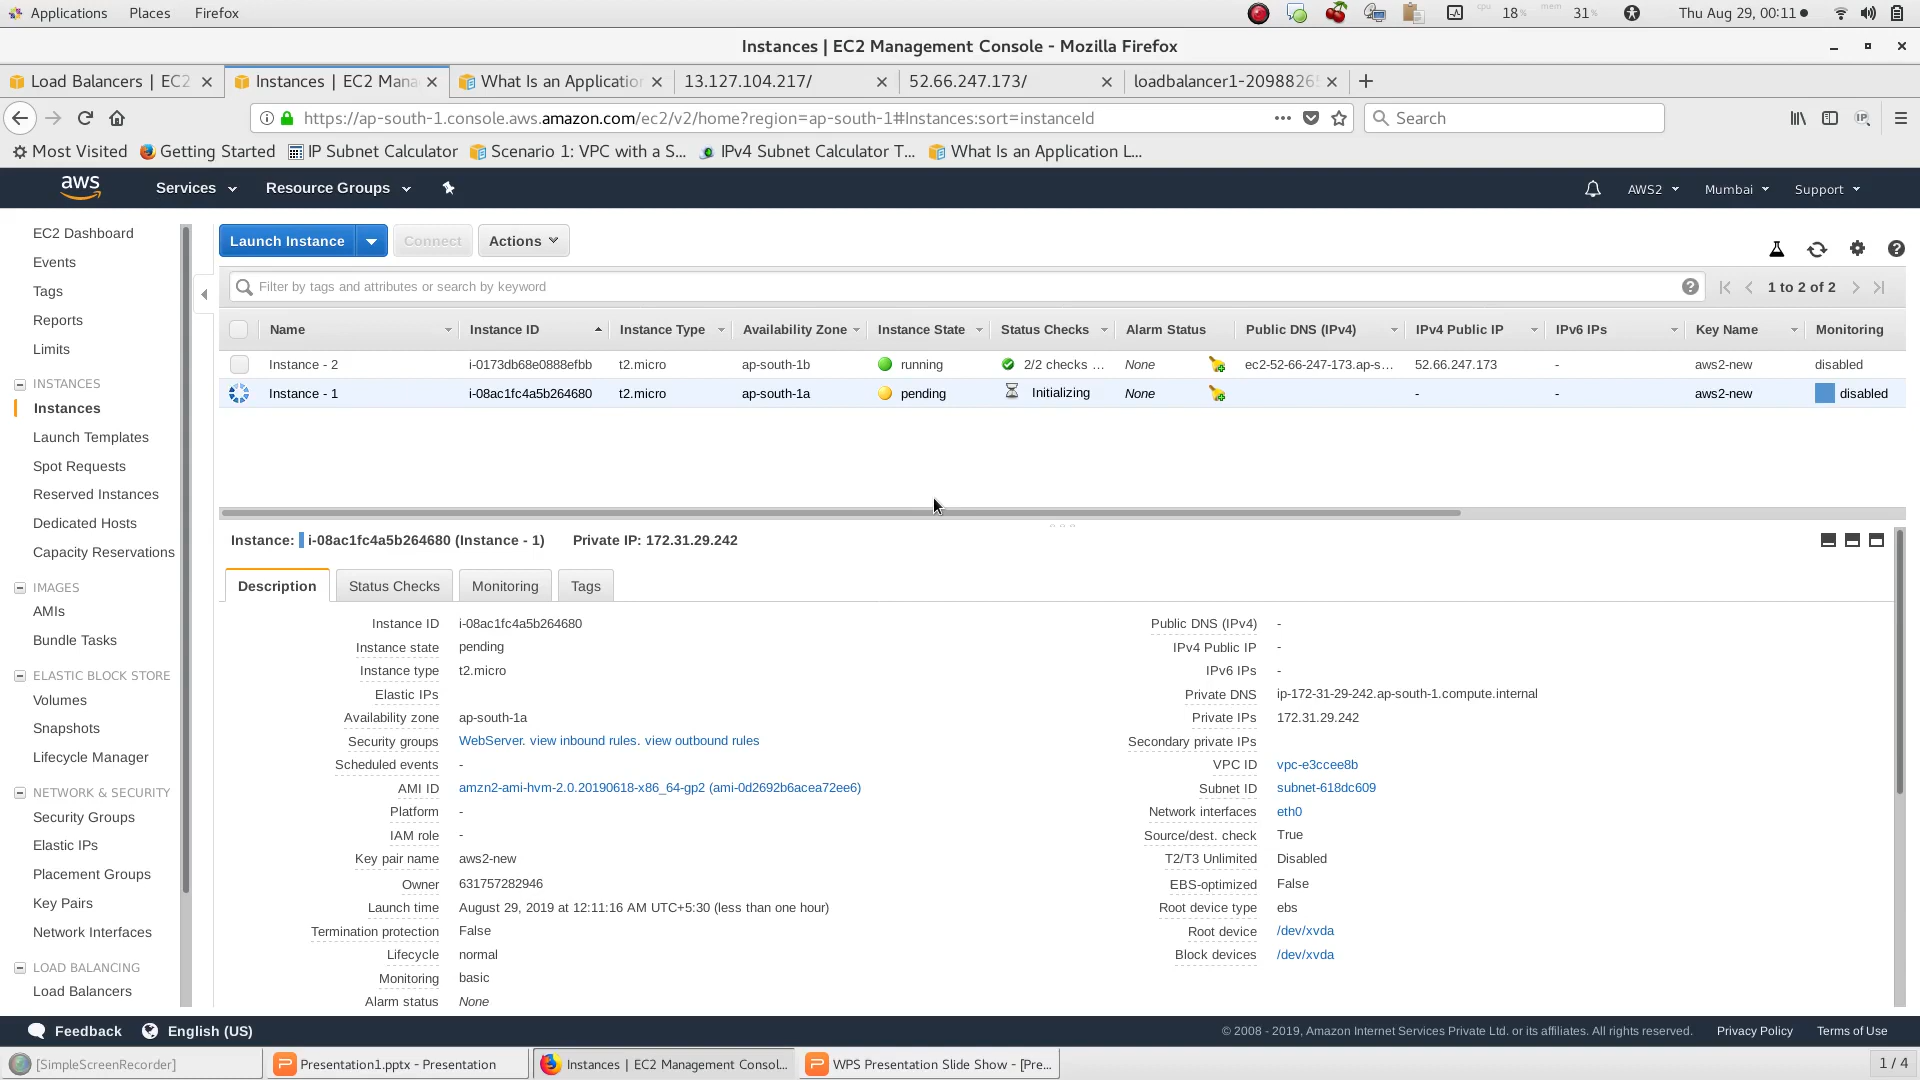 Applications Places Firefox cpu 18% mem 31% Thu Aug 29, 00:11
Instances | EC2 Management Console - Mozilla Firefox
Load Balancers | EC2 Instances | EC2 Mana What Is an Application 13.127.104.217/ 52.66.247.173/ loadbalancer1-2098826
https://ap-south-1.console.aws.amazon.com/ec2/v2/home?region=ap-south-1#Instances:sort=instanceId Search IP
Most Visited Getting Started IP Subnet Calculator Scenario 1: VPC with a S... IPv4 Subnet Calculator T... What Is an Application L...
aws Services Resource Groups AWS2 Mumbai Support
EC2 Dashboard
Events
Tags
Reports
Limits
INSTANCES
Instances
Launch Templates
Spot Requests
Reserved Instances
Dedicated Hosts
Capacity Reservations
IMAGES
AMIs
Bundle Tasks
ELASTIC BLOCK STORE
Volumes
Snapshots
Lifecycle Manager
NETWORK & SECURITY
Security Groups
Elastic IPs
Placement Groups
Key Pairs
Network Interfaces
LOAD BALANCING
Load Balancers
Launch Instance Connect Actions
Filter by tags and attributes or search by keyword 1 to 2 of 2
Name Instance ID Instance Type Availability Zone Instance State Status Checks Alarm Status Public DNS (IPv4) IPv4 Public IP IPv6 IPs Key Name Monitoring
Instance - 2 i-0173db68e0888efbb t2.micro ap-south-1b running 2/2 checks ... None ec2-52-66-247-173.ap-s... 52.66.247.173 - aws2-new disabled
Instance - 1 i-08ac1fc4a5b264680 t2.micro ap-south-1a pending Initializing None - - aws2-new disabled
Instance: i-08ac1fc4a5b264680 (Instance - 1) Private IP: 172.31.29.242
Description Status Checks Monitoring Tags
Instance ID i-08ac1fc4a5b264680 Public DNS (IPv4) -
Instance state pending IPv4 Public IP -
Instance type t2.micro IPv6 IPs -
Elastic IPs Private DNS ip-172-31-29-242.ap-south-1.compute.internal
Availability zone ap-south-1a Private IPs 172.31.29.242
Security groups WebServer. view inbound rules. view outbound rules Secondary private IPs
Scheduled events - VPC ID vpc-e3ccee8b
AMI ID amzn2-ami-hvm-2.0.20190618-x86_64-gp2 (ami-0d2692b6acea72ee6) Subnet ID subnet-618dc609
Platform - Network interfaces eth0
IAM role - Source/dest. check True
Key pair name aws2-new T2/T3 Unlimited Disabled
Owner 631757282946 EBS-optimized False
Launch time August 29, 2019 at 12:11:16 AM UTC+5:30 (less than one hour) Root device type ebs
Termination protection False Root device /dev/xvda
Lifecycle normal Block devices /dev/xvda
Monitoring basic
Alarm status None
Feedback English (US) © 2008 - 2019, Amazon Internet Services Private Ltd. or its affiliates. All rights reserved. Privacy Policy Terms of Use
[SimpleScreenRecorder] Presentation1.pptx - Presentation Instances | EC2 Management Consol... WPS Presentation Slide Show - [Pre... 1 / 4